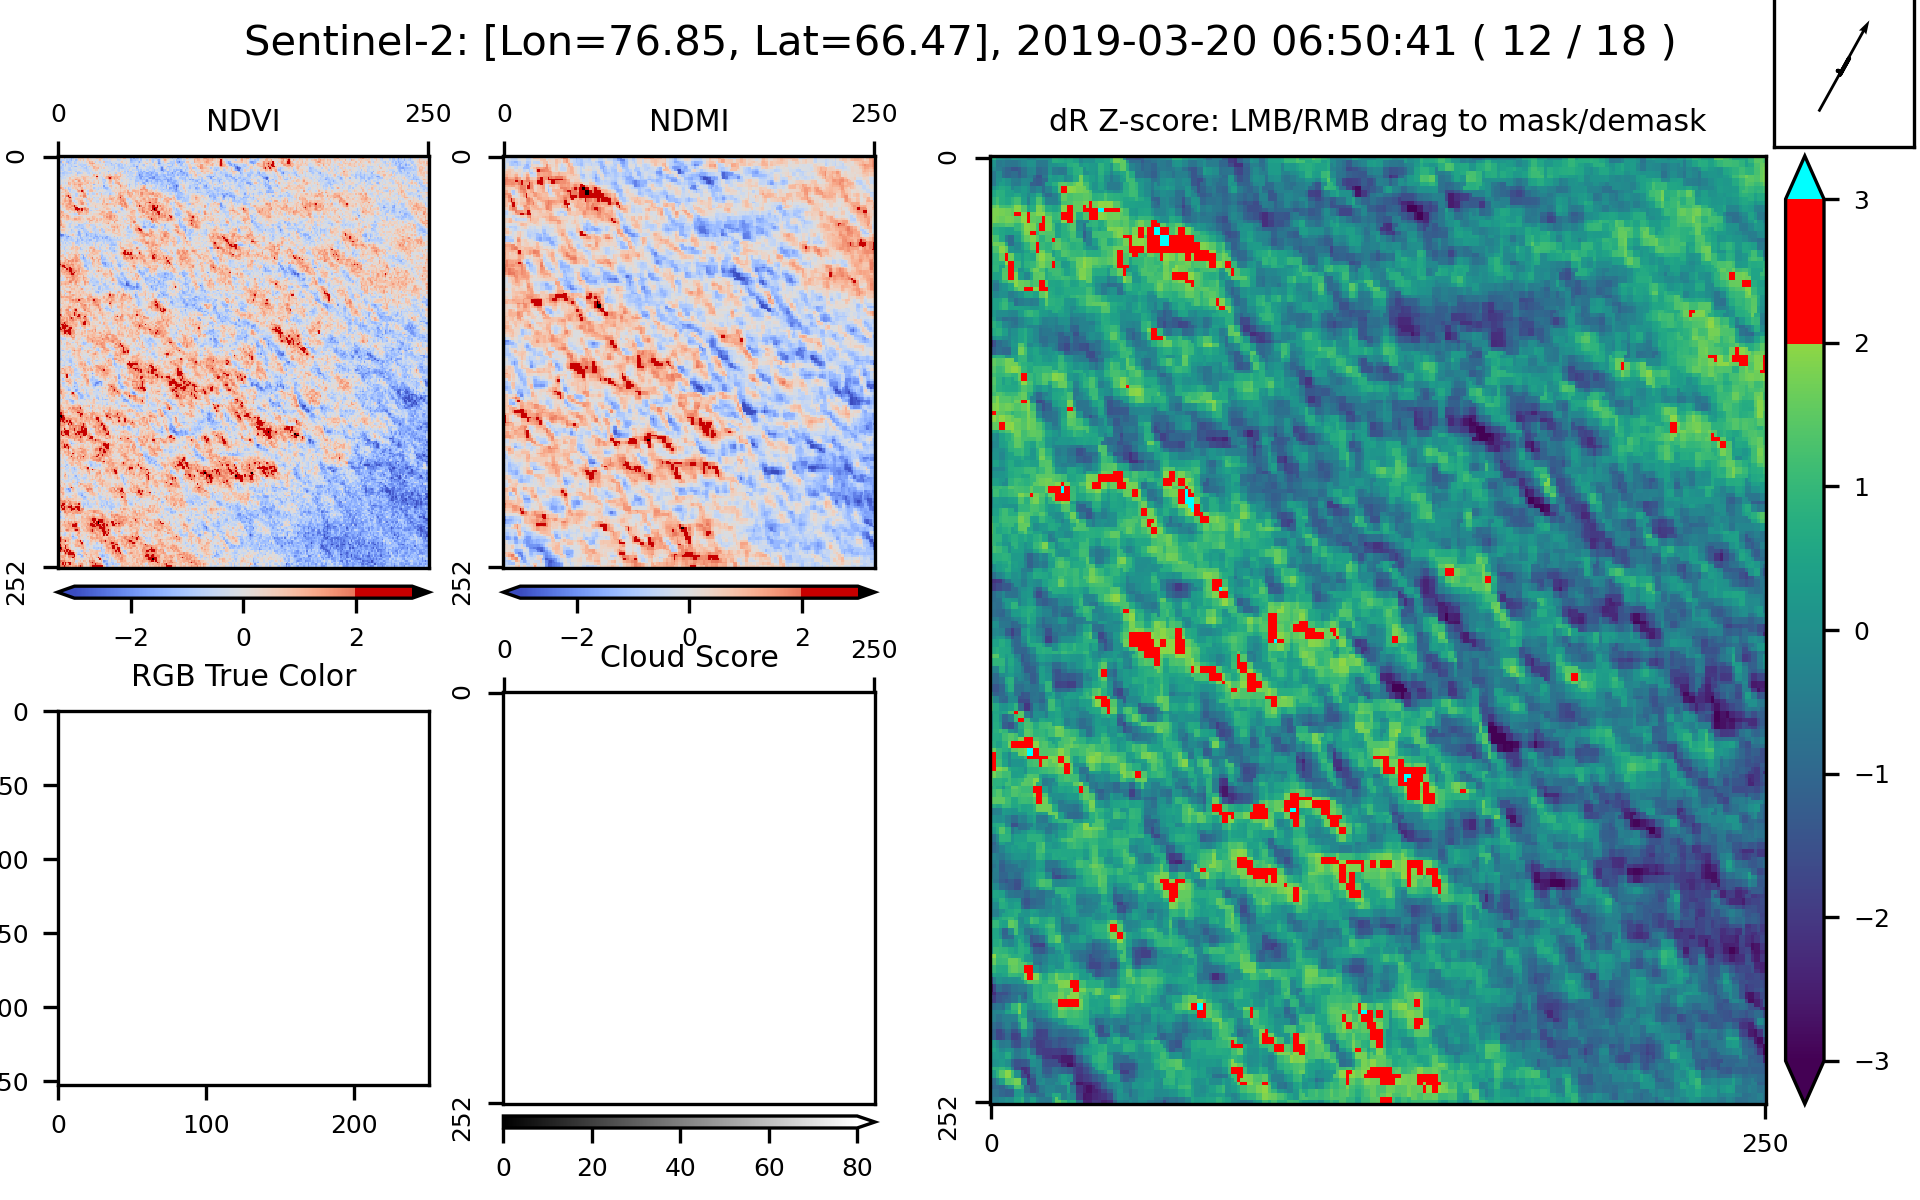 Sentinel-2: [Lon=76.85, Lat=66.47], 2019-03-20 06:50:41 ( 12 / 18 )
0 NDVI 250
0
252
−2 0 2
0 NDMI 250
0
252
−2 0 2
dR Z-score: LMB/RMB drag to mask/demask
0
252
0 250
3
2
1
0
−1
−2
−3
RGB True Color
0
50
00
50
00
50
0 100 200
0 Cloud Score 250
0
252
0 20 40 60 80